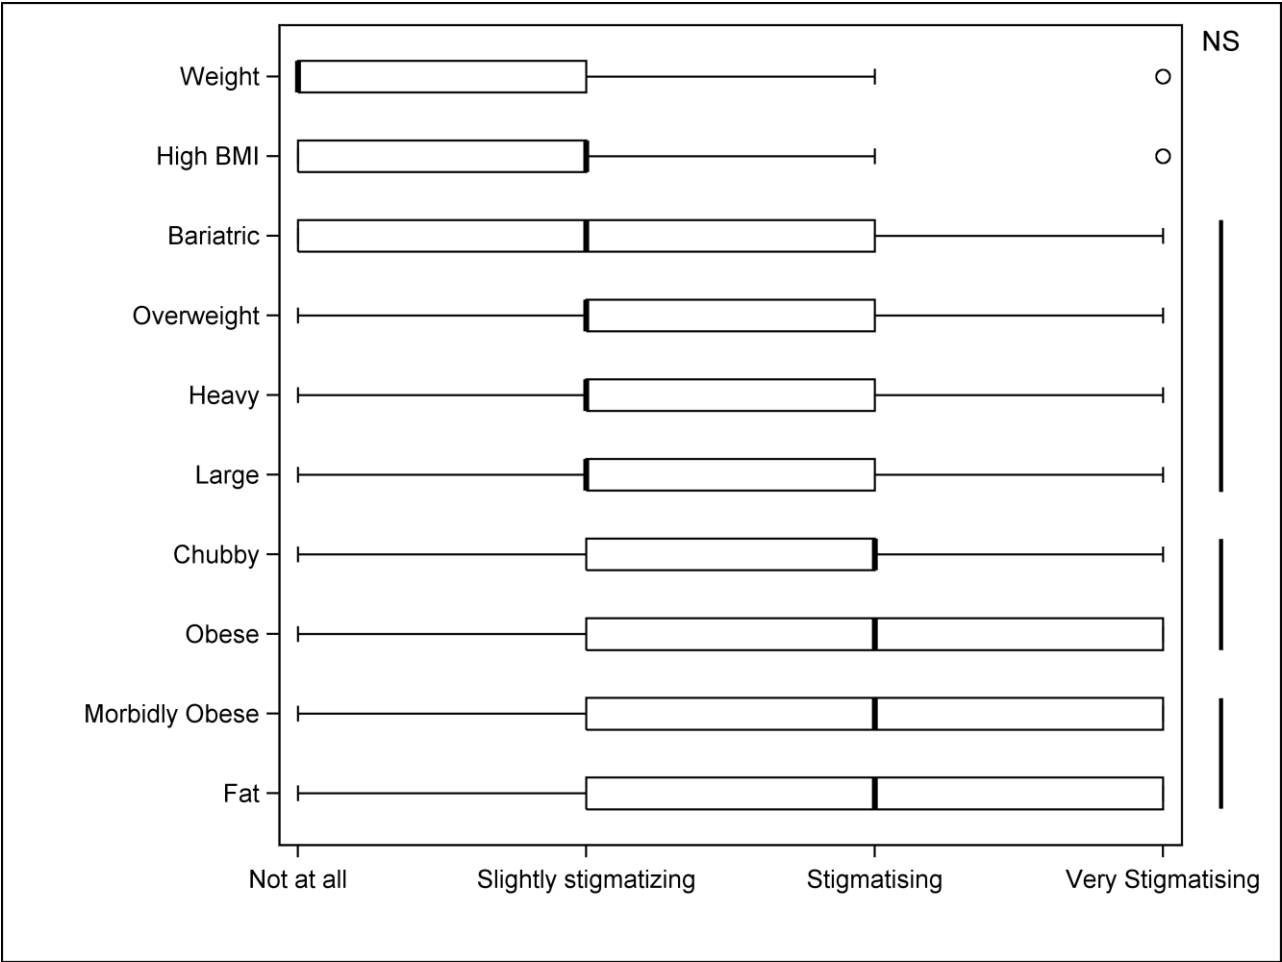 NS
Weight
High BMI
Bariatric
Overweight
Heavy
Large
Chubby
Obese
Morbidly Obese
Fat
Not at all Slightly stigmatizing Stigmatising Very Stigmatising